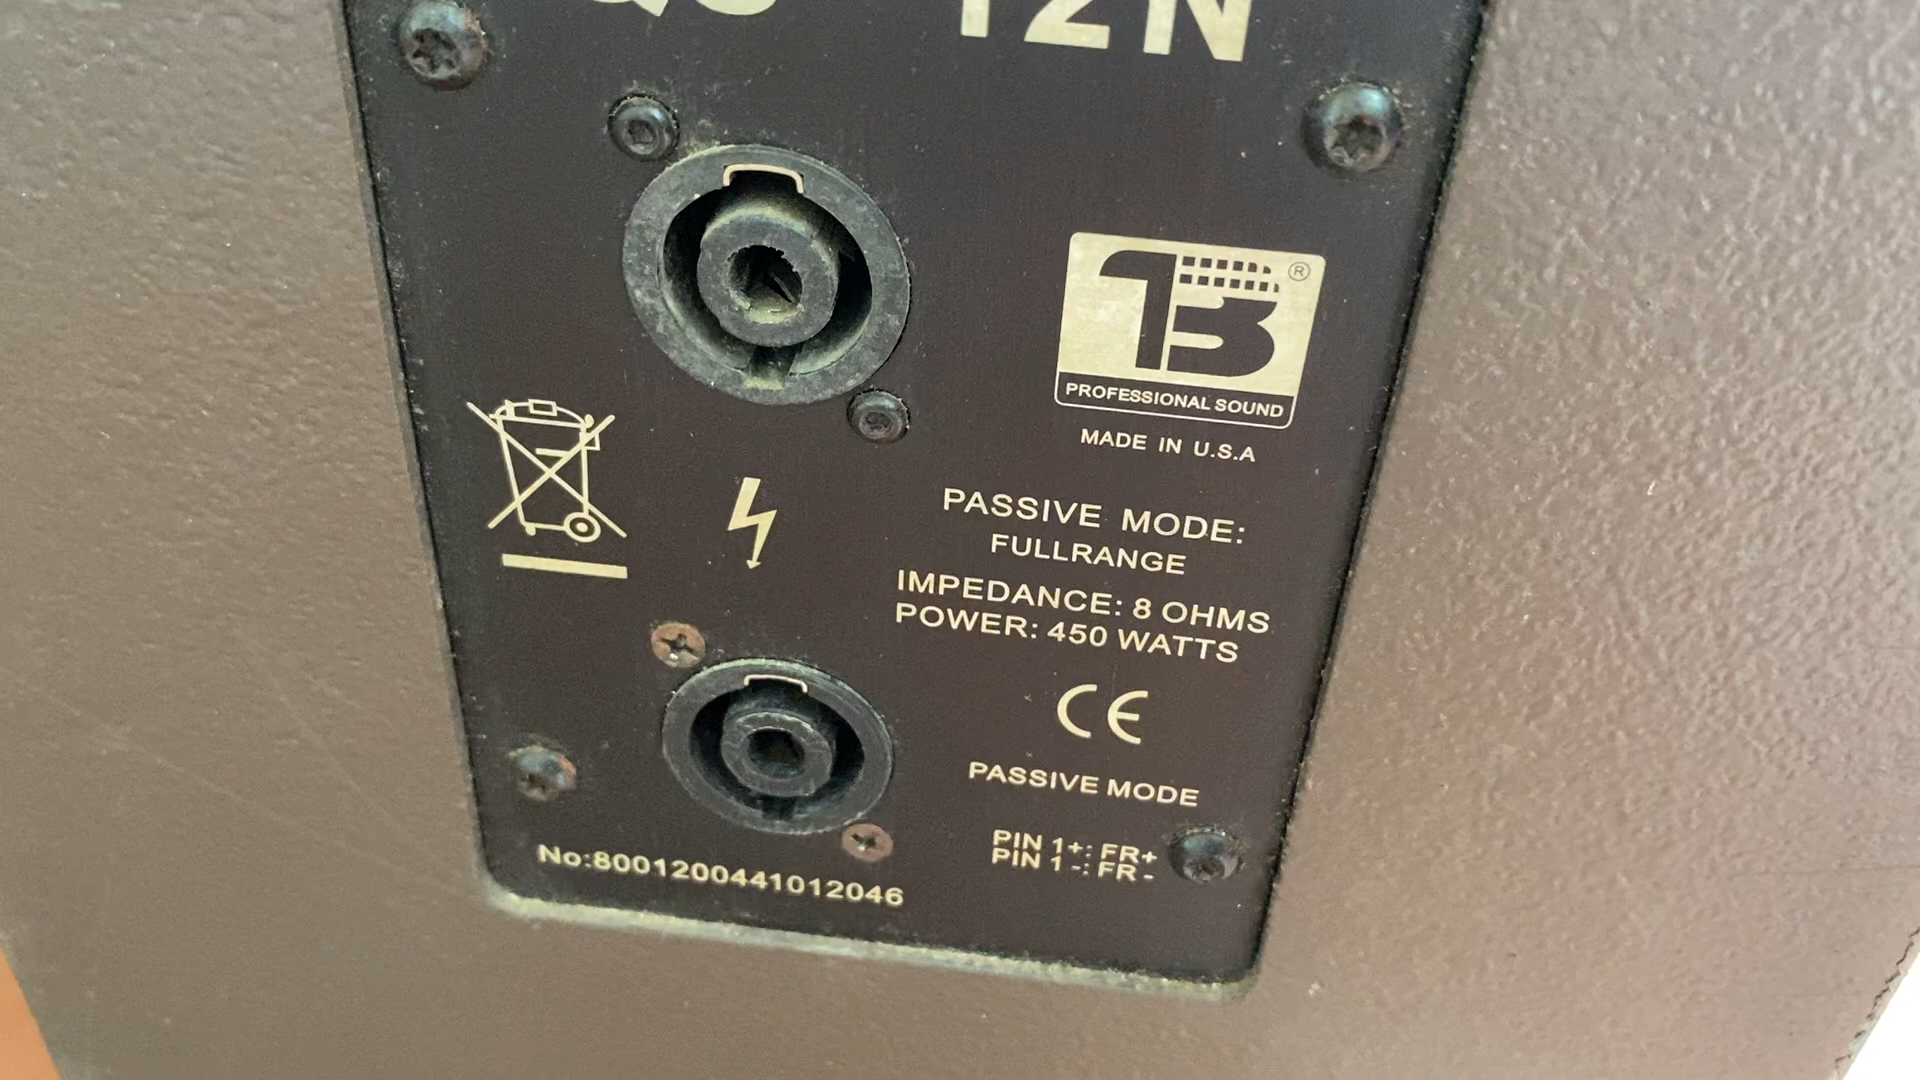 12N
®
PROFESSIONAL SOUND
MADE IN U.S.A
PASSIVE MODE:
FULLRANGE
IMPEDANCE: 8 OHMS
POWER: 450 WATTS
CE
PASSIVE MODE
PIN 1+: FR+
PIN 1-: FR-
No:8001200441012046